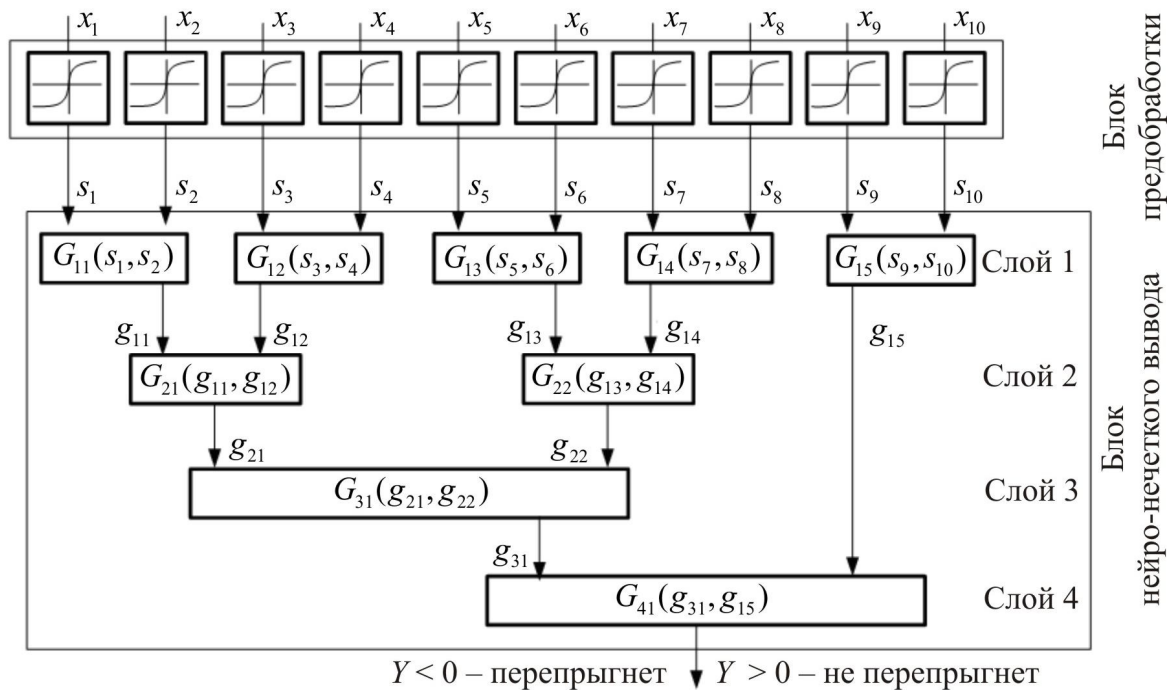 x₁ x₂ x₃ x₄ x₅ x₆ x₇ x₈ x₉ x₁₀
Блок
предобработки
s₁ s₂ s₃ s₄ s₅ s₆ s₇ s₈ s₉ s₁₀
G₁₁(s₁,s₂) G₁₂(s₃,s₄) G₁₃(s₅,s₆) G₁₄(s₇,s₈) G₁₅(s₉,s₁₀) Слой 1
g₁₁ g₁₂ g₁₃ g₁₄ g₁₅
G₂₁(g₁₁,g₁₂) G₂₂(g₁₃,g₁₄) Слой 2
g₂₁ g₂₂
G₃₁(g₂₁,g₂₂) Слой 3
g₃₁
G₄₁(g₃₁,g₁₅) Слой 4
Блок
нейро-нечеткого вывода
Y < 0 – перепрыгнет Y > 0 – не перепрыгнет